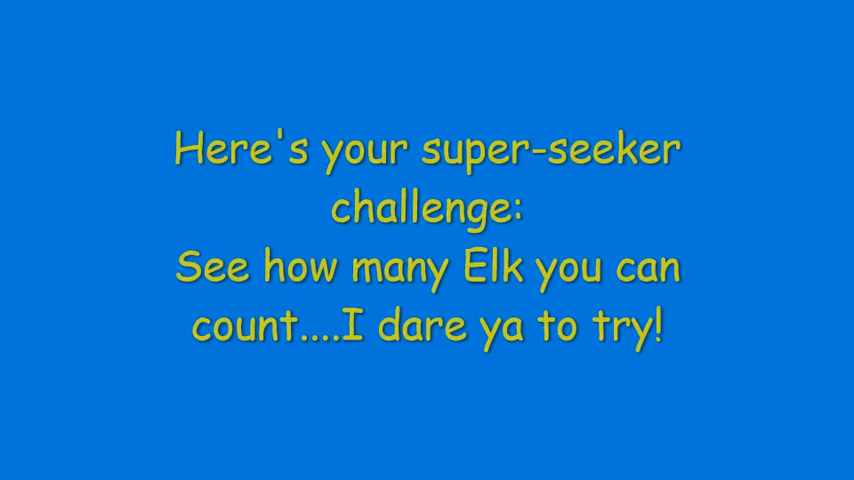 Here's your super-seeker
challenge:
See how many Elk you can
count....I dare ya to try!